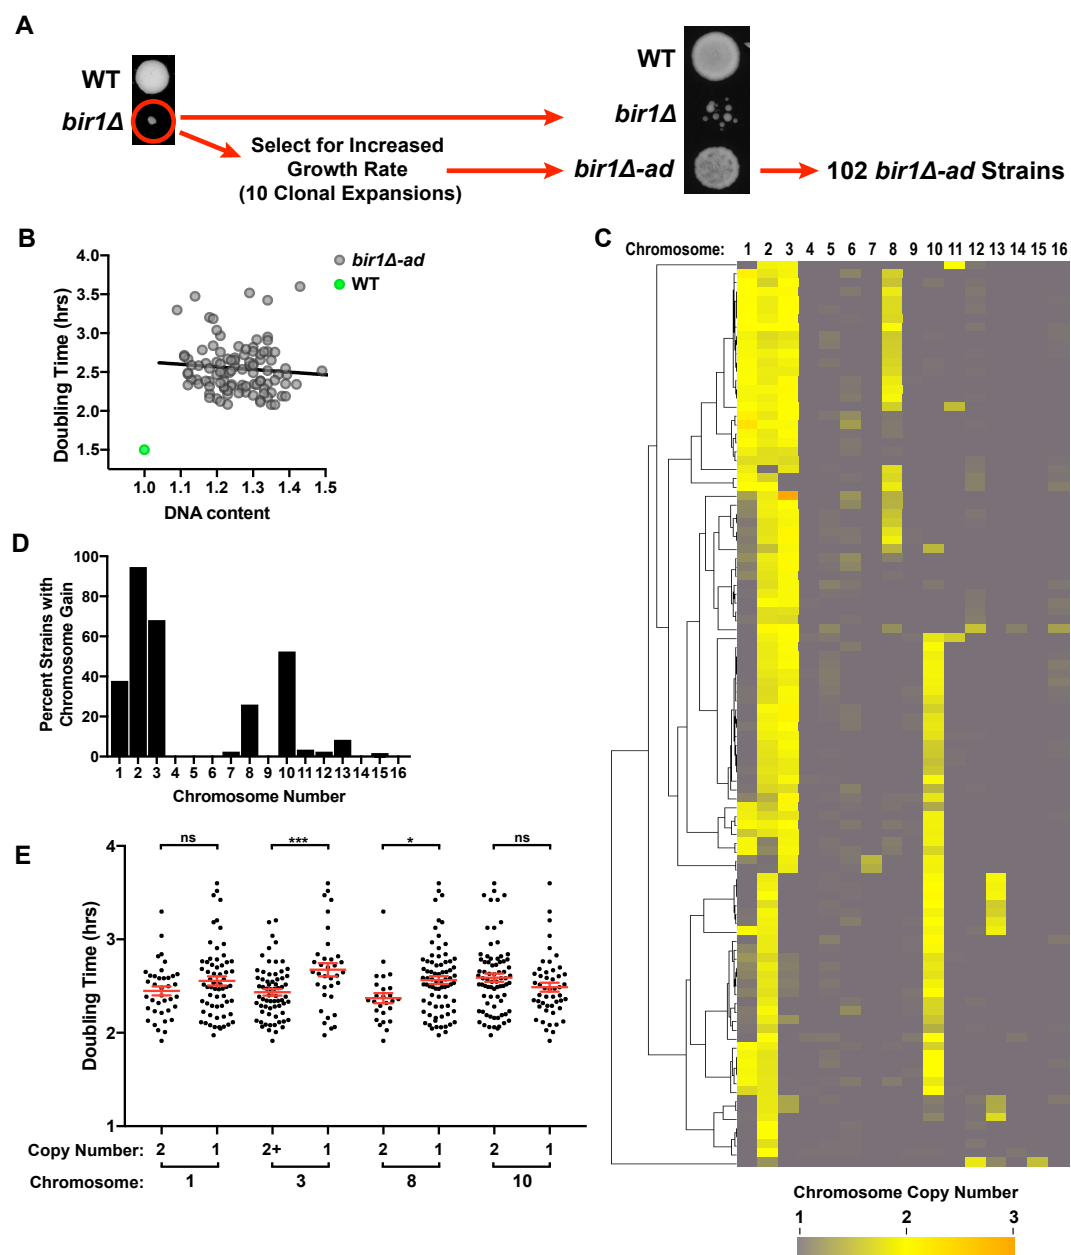 A
WT
bir1Δ
Select for Increased
Growth Rate
(10 Clonal Expansions)
WT
bir1Δ
bir1Δ-ad
102 bir1Δ-ad Strains
B
4.0
3.5
3.0
2.5
2.0
1.5
Doubling Time (hrs)
1.0 1.1 1.2 1.3 1.4 1.5
DNA content
bir1Δ-ad
WT
C
Chromosome: 1 2 3 4 5 6 7 8 9 10 11 12 13 14 15 16
Chromosome Copy Number
1 2 3
D
Percent Strains with
Chromosome Gain
100
80
60
40
20
0
1 2 3 4 5 6 7 8 9 10 11 12 13 14 15 16
Chromosome Number
E
ns *** * ns
Doubling Time (hrs)
4
3
2
1
Copy Number: 2 1 2+ 1 2 1 2 1
Chromosome: 1 3 8 10